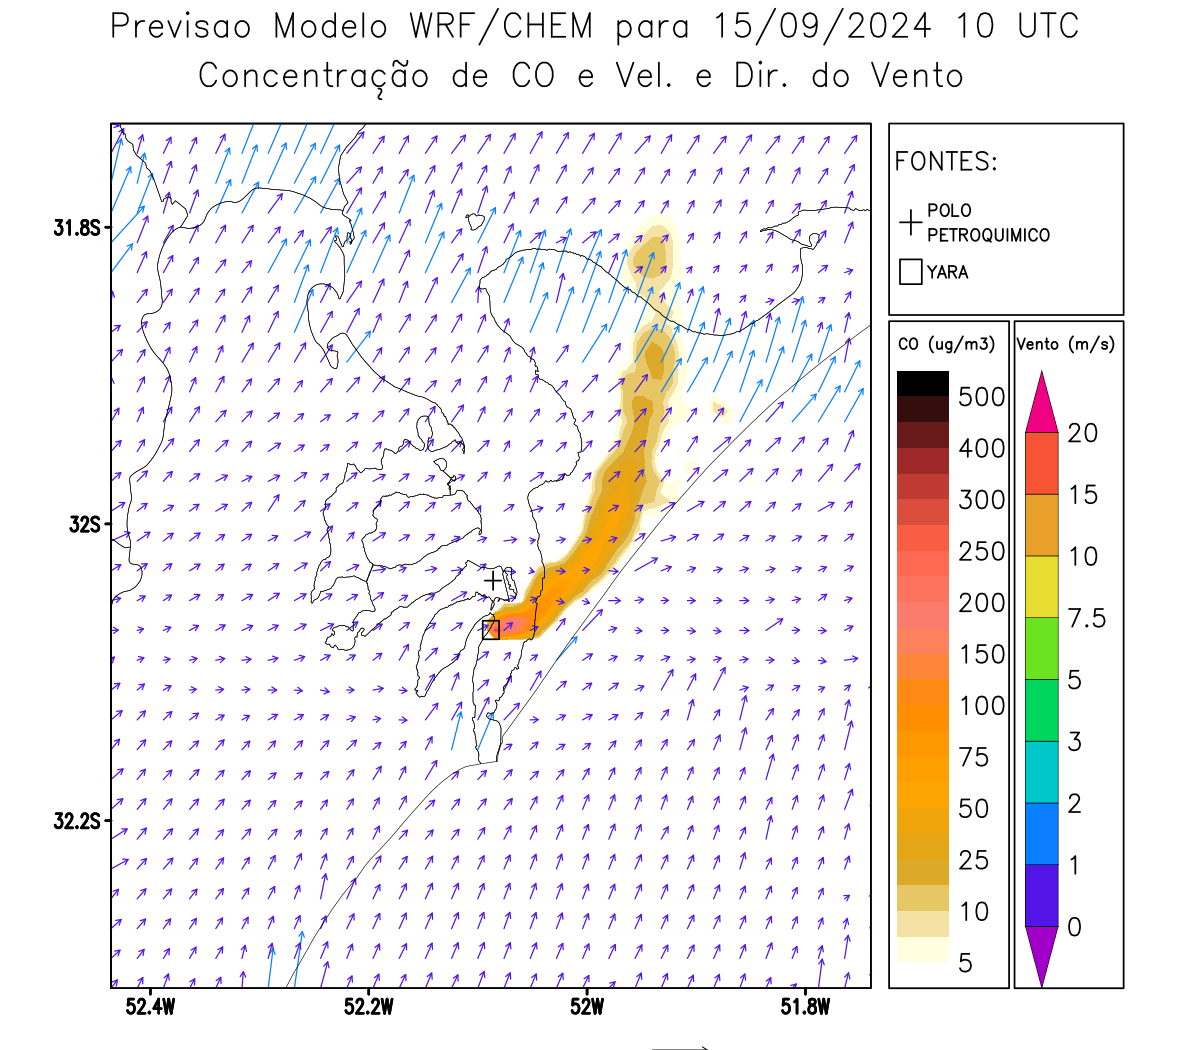 Previsao Modelo WRF/CHEM para 15/09/2024 10 UTC
Concentração de CO e Vel. e Dir. do Vento
FONTES:
POLO
PETROQUIMICO
YARA
CO (ug/m3)
500
400
300
250
200
150
100
75
50
25
10
5
Vento (m/s)
20
15
10
7.5
5
3
2
1
0
31.8S
32S
32.2S
52.4W 52.2W 52W 51.8W